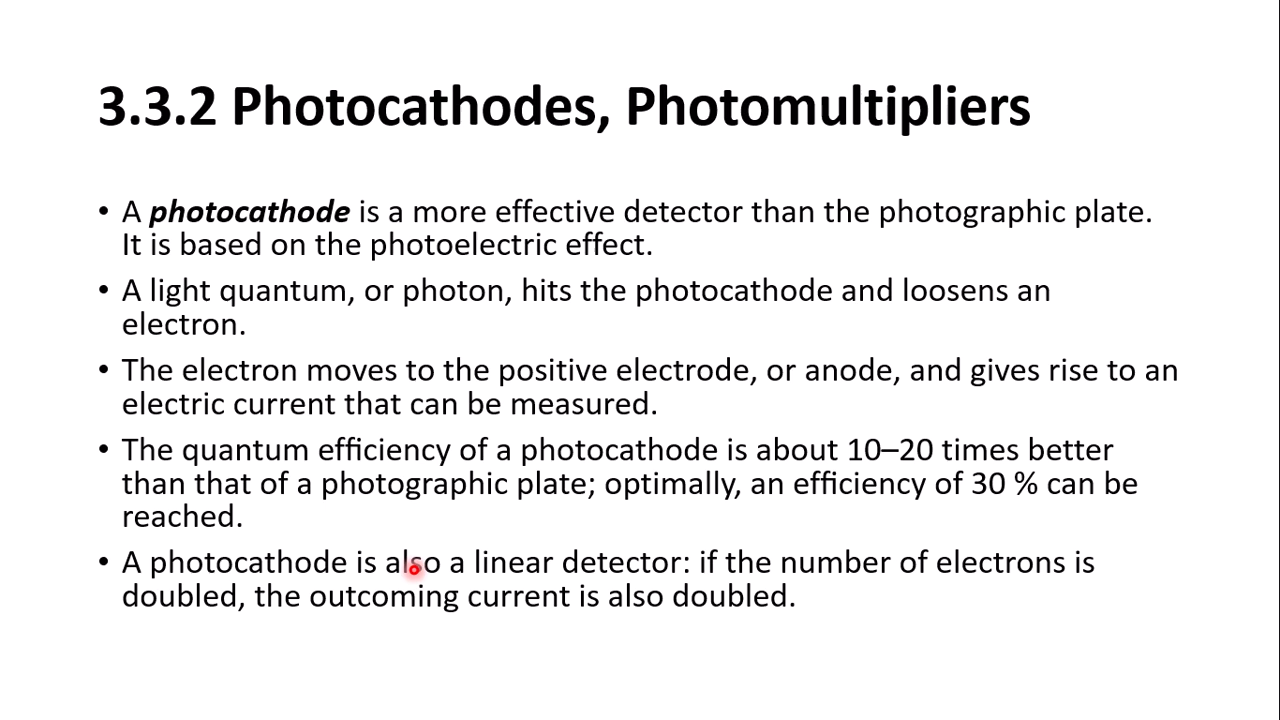 3.3.2 Photocathodes, Photomultipliers
• A photocathode is a more effective detector than the photographic plate.
It is based on the photoelectric effect.
• A light quantum, or photon, hits the photocathode and loosens an
electron.
• The electron moves to the positive electrode, or anode, and gives rise to an
electric current that can be measured.
• The quantum efficiency of a photocathode is about 10–20 times better
than that of a photographic plate; optimally, an efficiency of 30 % can be
reached.
• A photocathode is also a linear detector: if the number of electrons is
doubled, the outcoming current is also doubled.